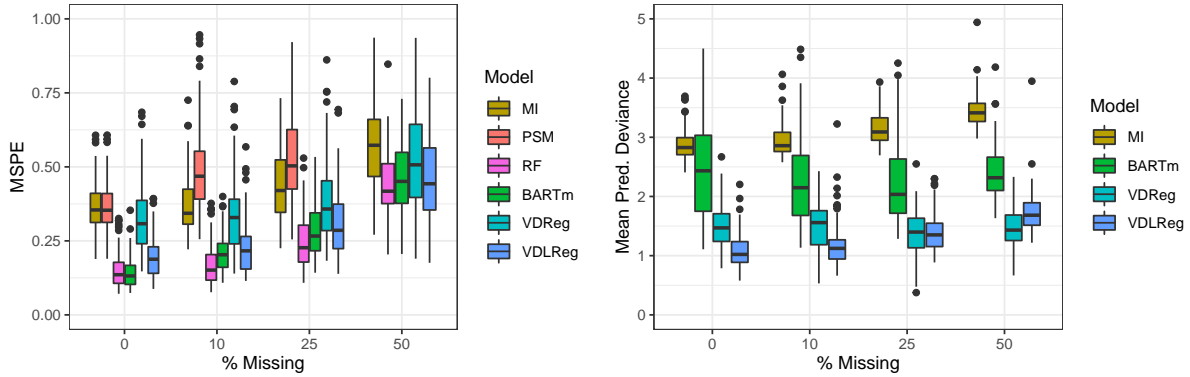 MSPE
1.00
0.75
0.50
0.25
0.00
0
10
25
50
% Missing
Model
MI
PSM
RF
BARTm
VDReg
VDLReg
Mean Pred. Deviance
5
4
3
2
1
0
0
10
25
50
% Missing
Model
MI
BARTm
VDReg
VDLReg